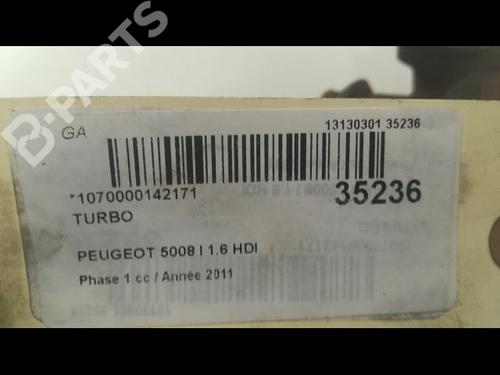 B-PARTS
GA
13130301 35236
*1070000142171
35236
TURBO
PEUGEOT 5008 I 1.6 HDI
Phase 1 cc / Année 2011